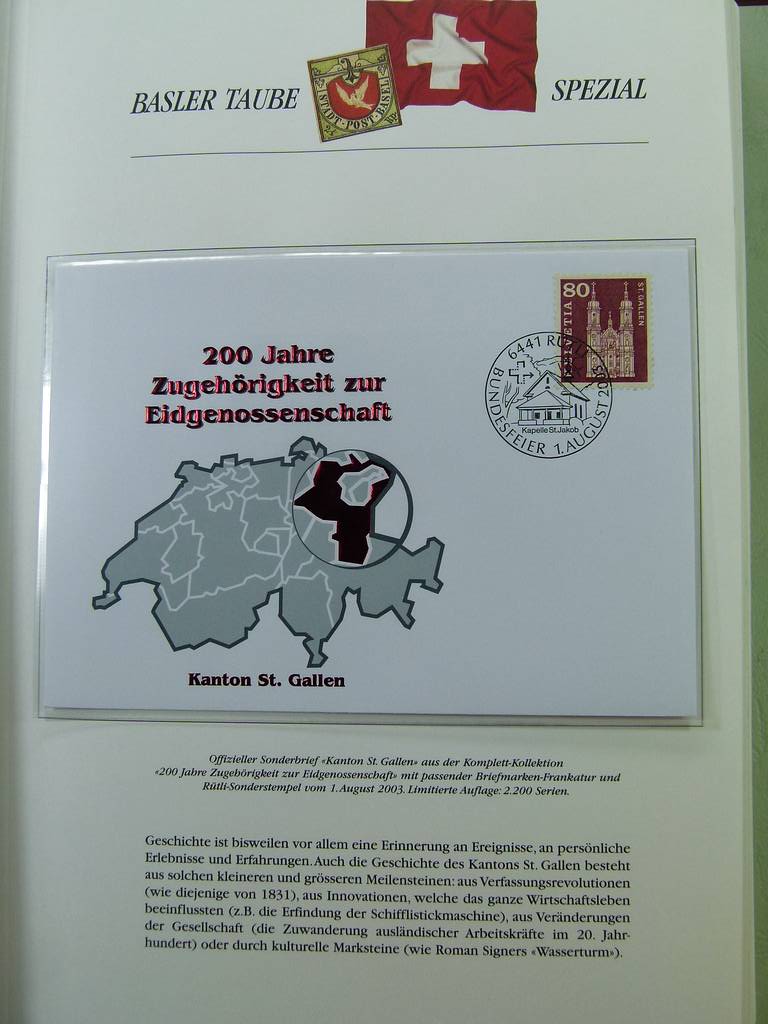 BASLER TAUBE
STADT-POST-BASEL
2½ Rp.
SPEZIAL
200 Jahre
Zugehörigkeit zur
Eidgenossenschaft
80
HELVETIA
ST. GALLEN
6441 RÜTLI
Kapelle St. Jakob
BUNDESFEIER 1. AUGUST 2003
Kanton St. Gallen
Offizieller Sonderbrief «Kanton St. Gallen» aus der Komplett-Kollektion
«200 Jahre Zugehörigkeit zur Eidgenossenschaft» mit passender Briefmarken-Frankatur und
Rütli-Sonderstempel vom 1. August 2003. Limitierte Auflage: 2.200 Serien.
Geschichte ist bisweilen vor allem eine Erinnerung an Ereignisse, an persönliche
Erlebnisse und Erfahrungen. Auch die Geschichte des Kantons St. Gallen besteht
aus solchen kleineren und grösseren Meilensteinen: aus Verfassungsrevolutionen
(wie diejenige von 1831), aus Innovationen, welche das ganze Wirtschaftsleben
beeinflussten (z.B. die Erfindung der Schifflistickmaschine), aus Veränderungen
der Gesellschaft (die Zuwanderung ausländischer Arbeitskräfte im 20. Jahr-
hundert) oder durch kulturelle Marksteine (wie Roman Signers «Wasserturm»).